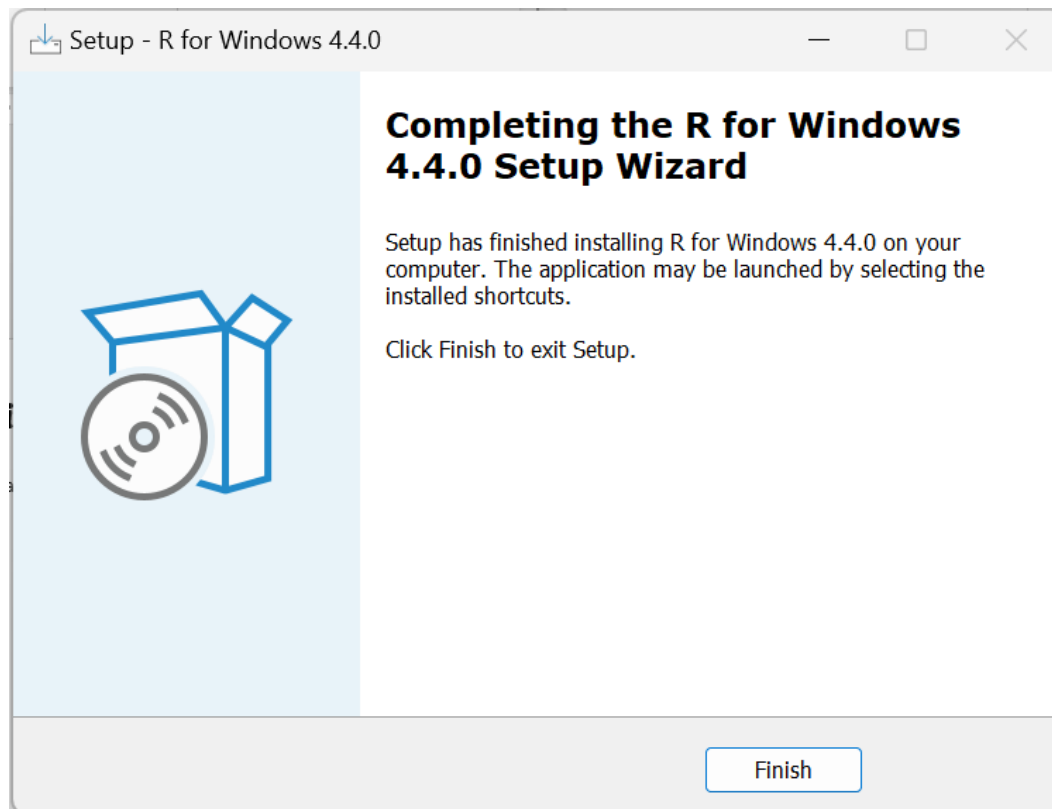 Setup - R for Windows 4.4.0
Completing the R for Windows
4.4.0 Setup Wizard
Setup has finished installing R for Windows 4.4.0 on your
computer. The application may be launched by selecting the
installed shortcuts.
Click Finish to exit Setup.
Finish